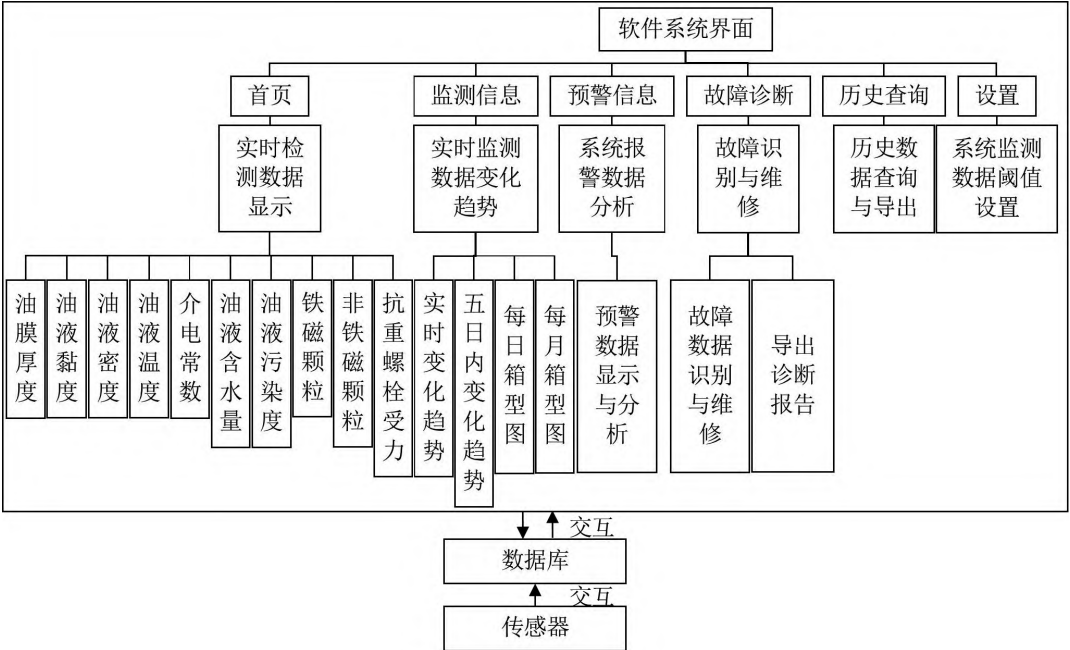 软件系统界面
首页
监测信息
预警信息
故障诊断
历史查询
设置
实时检
测数据
显示
实时监测
数据变化
趋势
系统报
警数据
分析
故障识
别与维
修
历史数
据查询
与导出
系统监测
数据阈值
设置
油膜厚度
油液黏度
油液密度
油液温度
介电常数
油液含水量
油液污染度
铁磁颗粒
非铁磁颗粒
抗重螺栓受力
实时变化趋势
五日内变化趋势
每日箱型图
每月箱型图
预警
数据
显示
与分
析
故障
数据
识别
与维
修
导出
诊断
报告
交互
数据库
交互
传感器